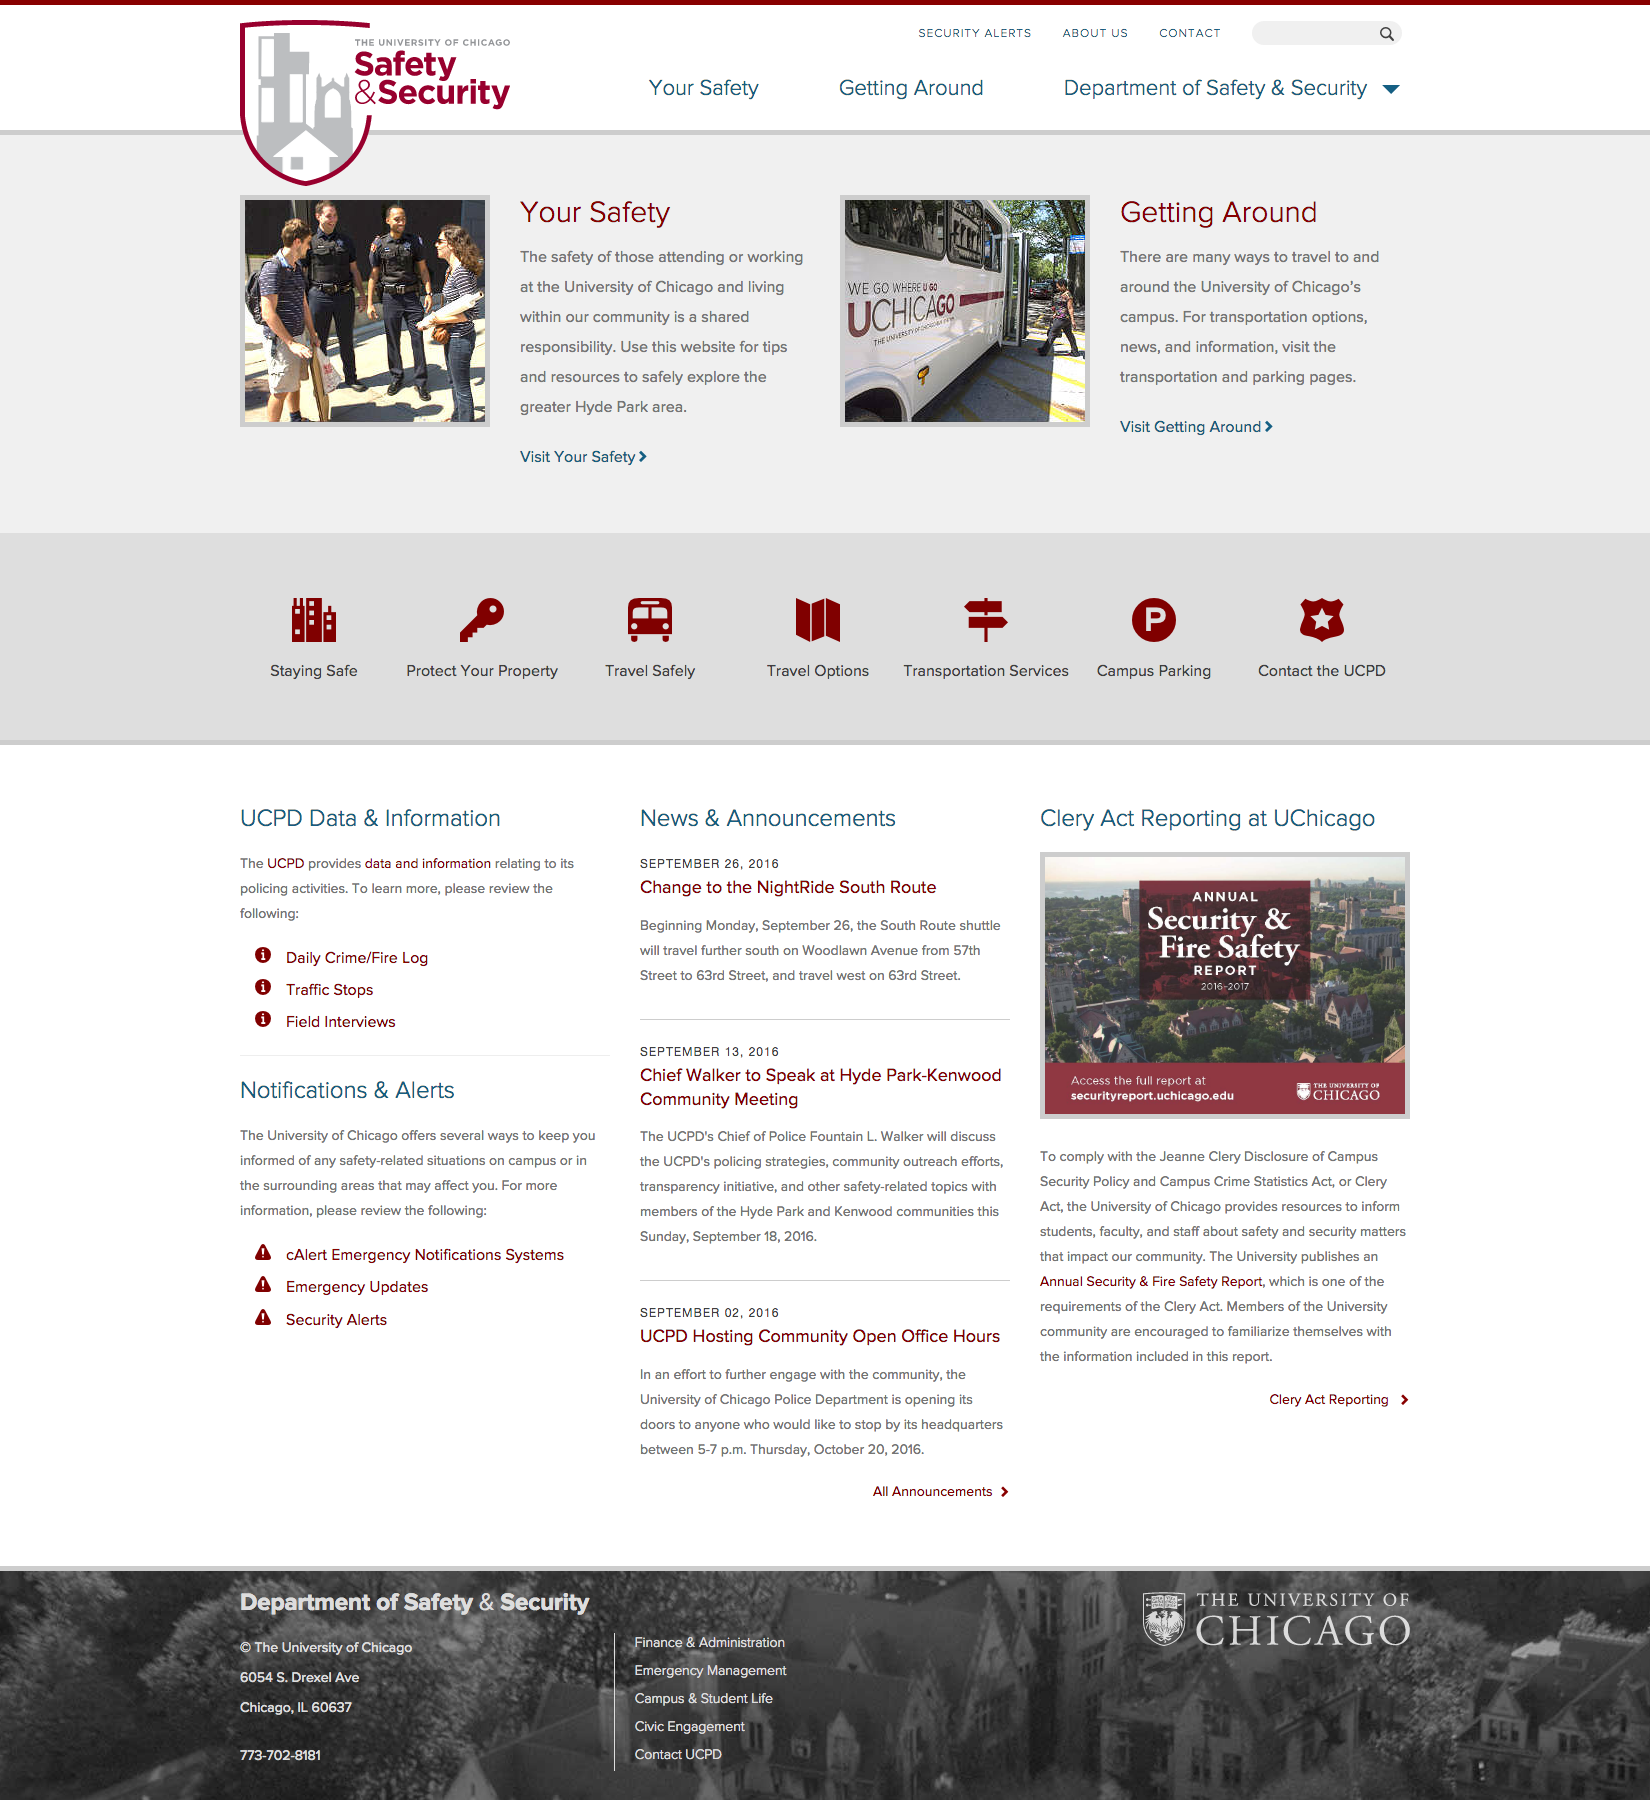 THE UNIVERSITY OF CHICAGO
Safety
&Security
SECURITY ALERTS
ABOUT US
CONTACT
Your Safety
Getting Around
Department of Safety & Security
WE GO WHERE U GO
UCHICAGO
Your Safety
The safety of those attending or working
at the University of Chicago and living
within our community is a shared
responsibility. Use this website for tips
and resources to safely explore the
greater Hyde Park area.
Visit Your Safety
Getting Around
There are many ways to travel to and
around the University of Chicago's
campus. For transportation options,
news, and information, visit the
transportation and parking pages.
Visit Getting Around
Staying Safe
Protect Your Property
Travel Safely
Travel Options
Transportation Services
P
Campus Parking
Contact the UCPD
UCPD Data & Information
The UCPD provides data and information relating to its
policing activities. To learn more, please review the
following:
Daily Crime/Fire Log
Traffic Stops
Field Interviews
Notifications & Alerts
The University of Chicago offers several ways to keep you
informed of any safety-related situations on campus or in
the surrounding areas that may affect you. For more
information, please review the following:
cAlert Emergency Notifications Systems
Emergency Updates
Security Alerts
News & Announcements
SEPTEMBER 26, 2016
Change to the NightRide South Route
Beginning Monday, September 26, the South Route shuttle
will travel further south on Woodlawn Avenue from 57th
Street to 63rd Street, and travel west on 63rd Street.
SEPTEMBER 13, 2016
Chief Walker to Speak at Hyde Park-Kenwood
Community Meeting
The UCPD's Chief of Police Fountain L. Walker will discuss
the UCPD's policing strategies, community outreach efforts,
transparency initiative, and other safety-related topics with
members of the Hyde Park and Kenwood communities this
Sunday, September 18, 2016.
SEPTEMBER 02, 2016
UCPD Hosting Community Open Office Hours
In an effort to further engage with the community, the
University of Chicago Police Department is opening its
doors to anyone who would like to stop by its headquarters
between 5-7 p.m. Thursday, October 20, 2016.
All Announcements
Clery Act Reporting at UChicago
ANNUAL
Security &
Fire Safety
REPORT
2016-2017
Access the full report at
securityreport.uchicago.edu
THE UNIVERSITY OF
CHICAGO
To comply with the Jeanne Clery Disclosure of Campus
Security Policy and Campus Crime Statistics Act, or Clery
Act, the University of Chicago provides resources to inform
students, faculty, and staff about safety and security matters
that impact our community. The University publishes an
Annual Security & Fire Safety Report, which is one of the
requirements of the Clery Act. Members of the University
community are encouraged to familiarize themselves with
the information included in this report.
Clery Act Reporting
Department of Safety & Security
© The University of Chicago
6054 S. Drexel Ave
Chicago, IL 60637
773-702-8181
Finance & Administration
Emergency Management
Campus & Student Life
Civic Engagement
Contact UCPD
THE UNIVERSITY OF
CHICAGO